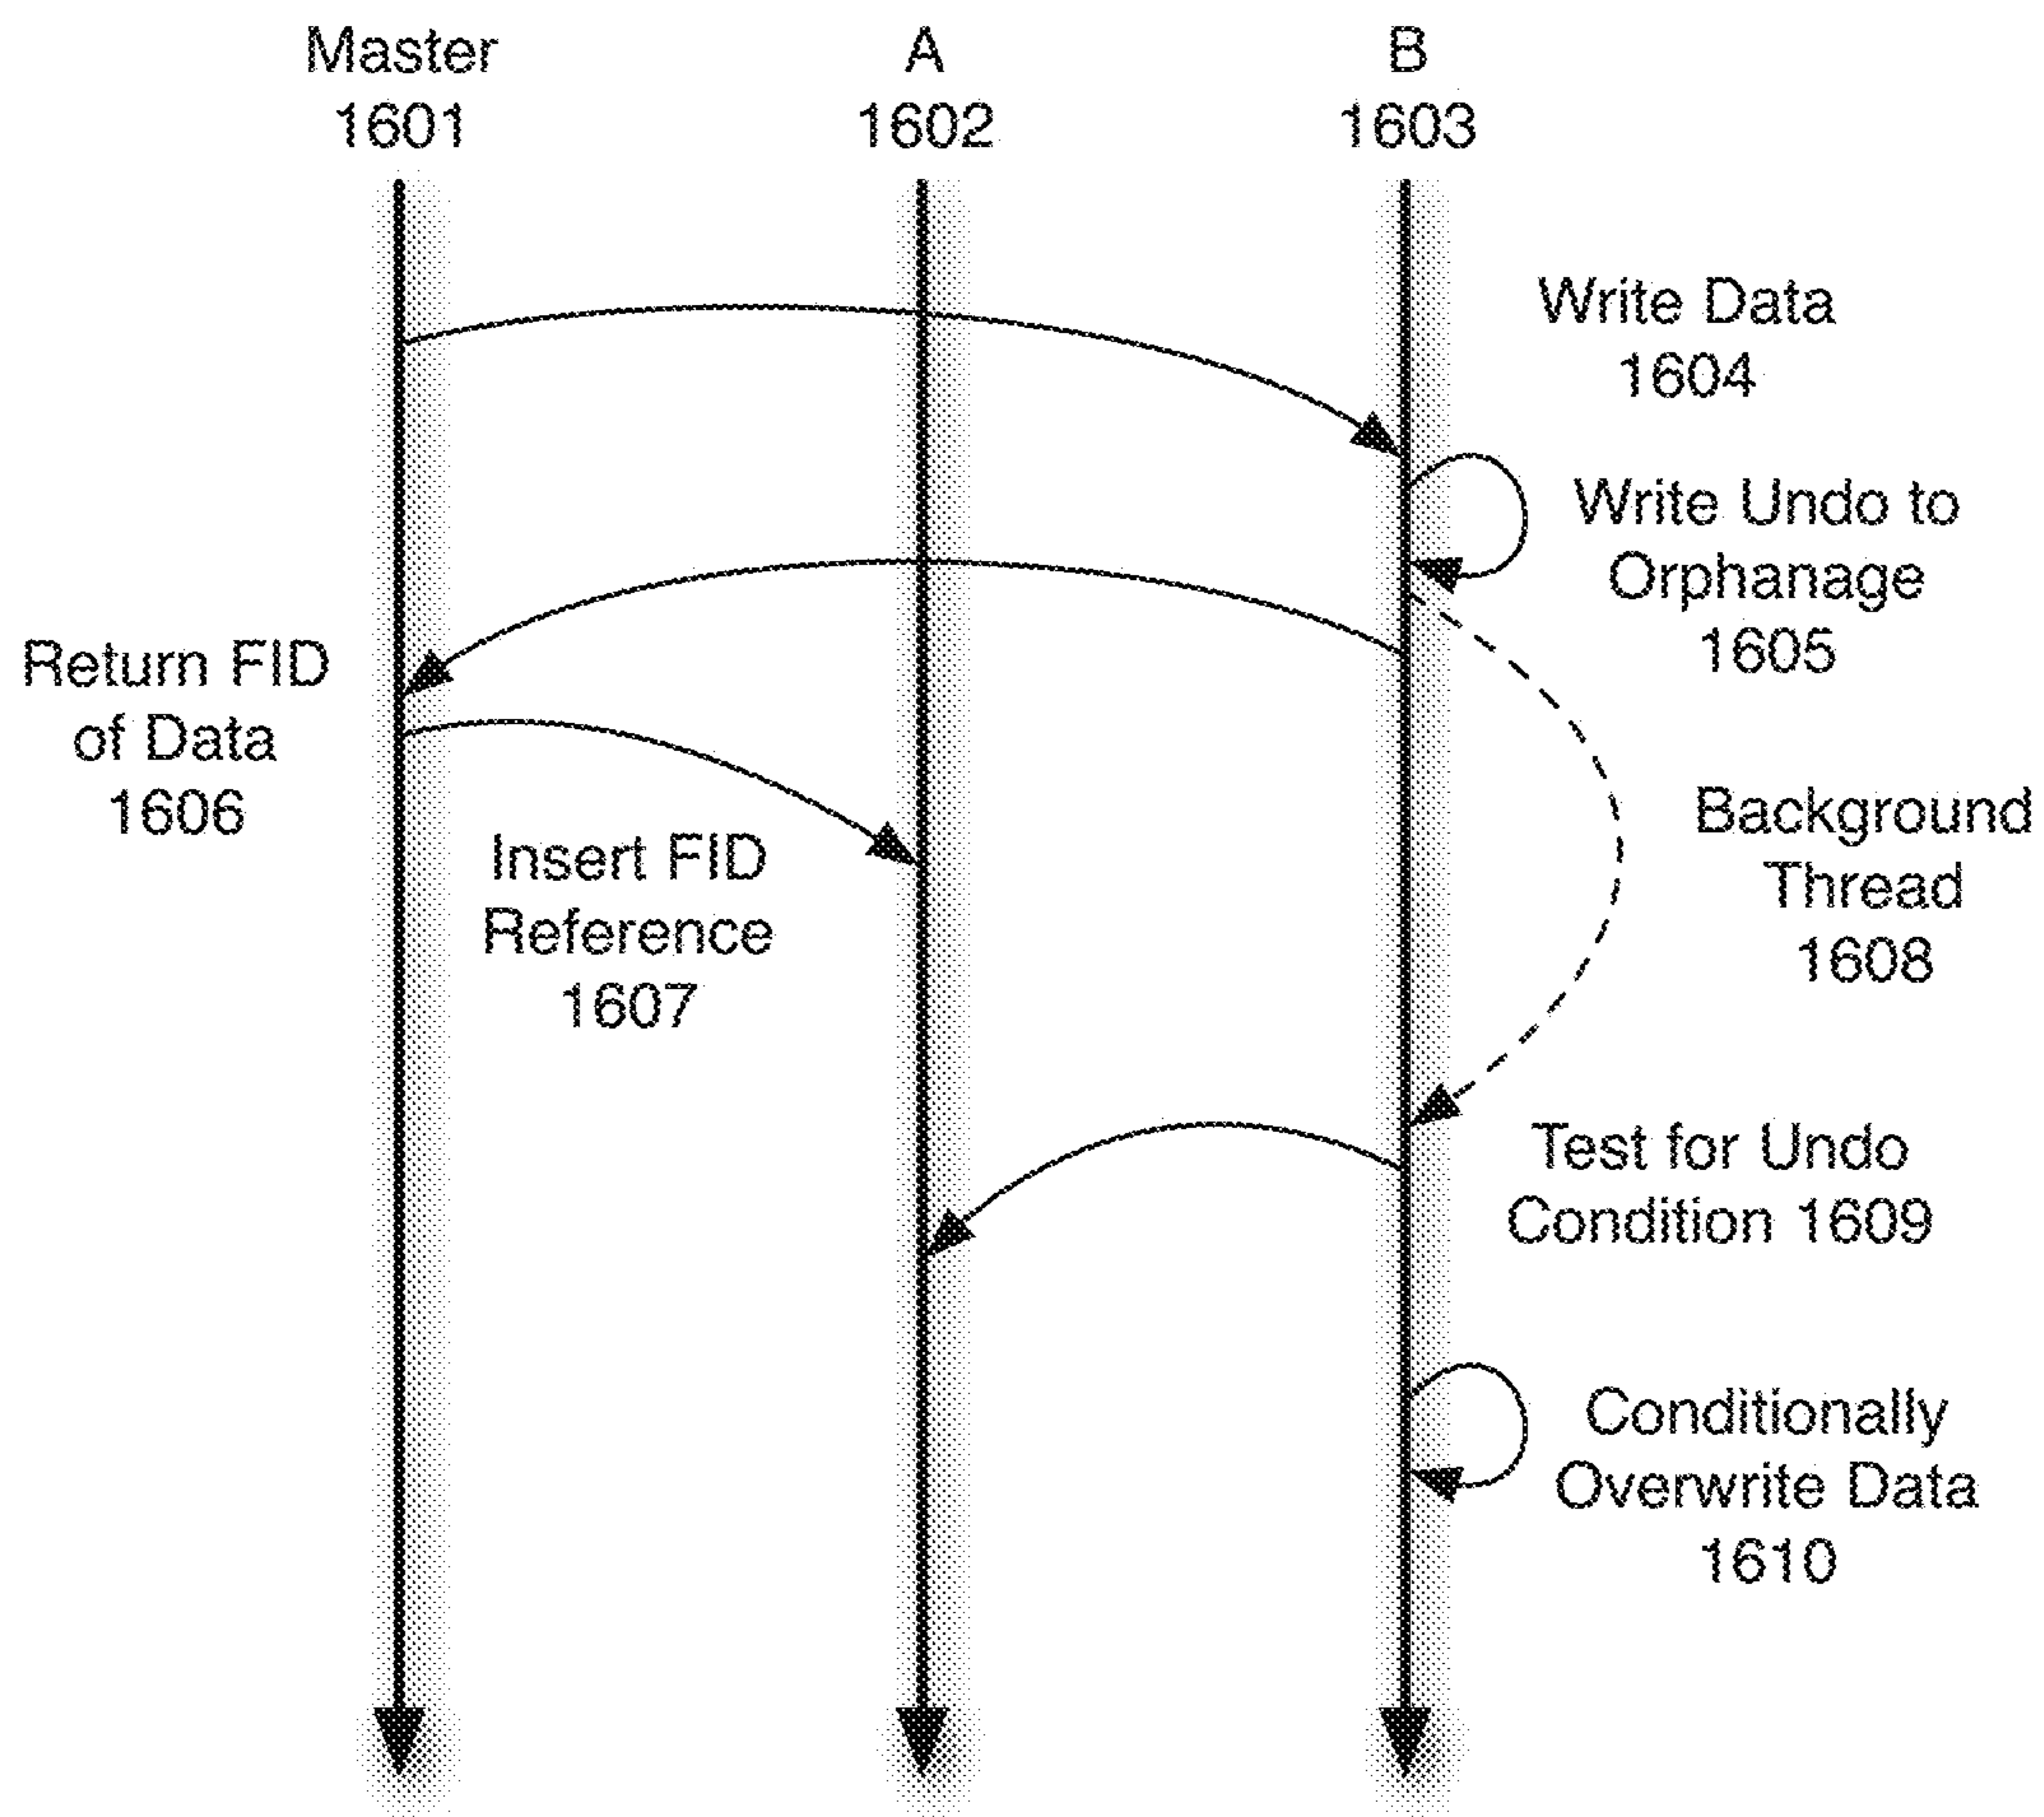 Master
1601
A
1602
B
1603
Write Data
1604
Write Undo to
Orphanage
1605
Return FID
of Data
1606
Insert FID
Reference
1607
Background
Thread
1608
Test for Undo
Condition 1609
Conditionally
Overwrite Data
1610